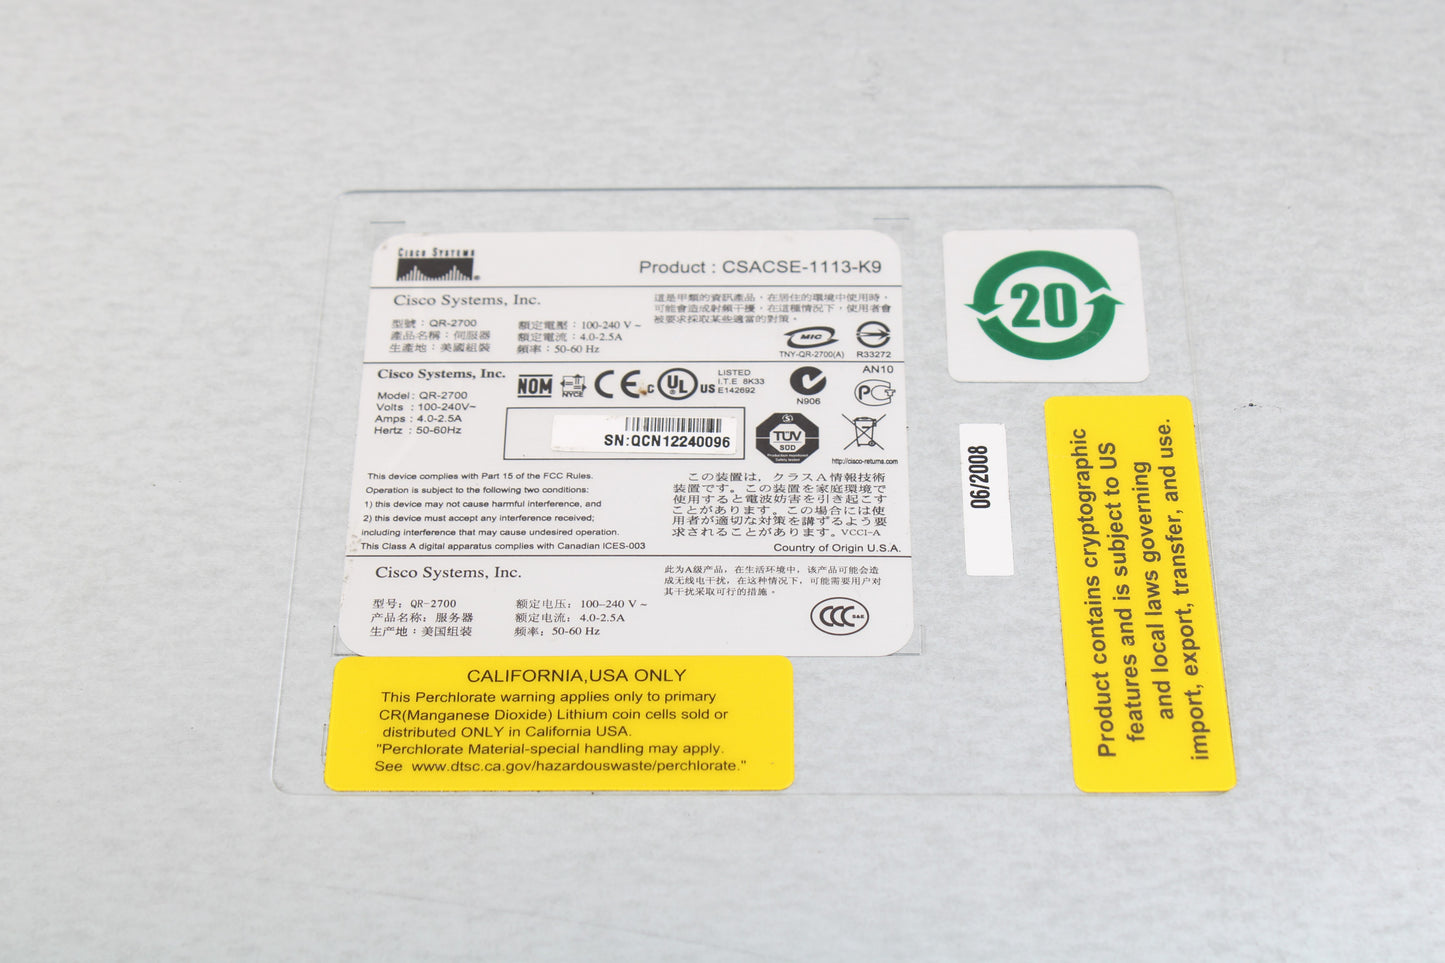 CISCO SYSTEMS
Product : CSACSE-1113-K9
Cisco Systems, Inc.
型號：QR-2700
產品名稱：伺服器
生產地：美國組裝
額定電壓：100-240 V ~
額定電流：4.0-2.5A
頻率：50-60 Hz
這是甲類的資訊產品，在居住的環境中使用時，
可能會造成射頻干擾，在這種情況下，使用者會
被要求採取某些適當的對策。
MIC
TNY-QR-2700(A)
R33272
Cisco Systems, Inc.
Model: QR-2700
Volts : 100-240V~
Amps : 4.0-2.5A
Hertz : 50-60Hz
NOM
NYCE
CE
c UL US
LISTED
I.T.E 8K33
E142692
N906
AN10
PCT
SN:QCN12240096
TÜV
SÜD
Production monitored
Safety tested
http://cisco-returns.com
This device complies with Part 15 of the FCC Rules.
Operation is subject to the following two conditions:
1) this device may not cause harmful interference, and
2) this device must accept any interference received;
including interference that may cause undesired operation.
This Class A digital apparatus complies with Canadian ICES-003
この装置は、クラスA情報技術
装置です。この装置を家庭環境で
使用すると電波妨害を引き起こす
ことがあります。この場合には使
用者が適切な対策を講ずるよう要
求されることがあります。VCCI-A
Country of Origin U.S.A.
Cisco Systems, Inc.
型号：QR-2700
产品名称：服务器
生产地：美国组装
额定电压：100-240 V ~
额定电流：4.0-2.5A
频率：50-60 Hz
此为A级产品，在生活环境中，该产品可能会造
成无线电干扰，在这种情况下，可能需要用户对
其干扰采取可行的措施。
CCC S&E
20
06/2008
Product contains cryptographic
features and is subject to US
and local laws governing
import, export, transfer, and use.
CALIFORNIA,USA ONLY
This Perchlorate warning applies only to primary
CR(Manganese Dioxide) Lithium coin cells sold or
distributed ONLY in California USA.
"Perchlorate Material-special handling may apply.
See www.dtsc.ca.gov/hazardouswaste/perchlorate."